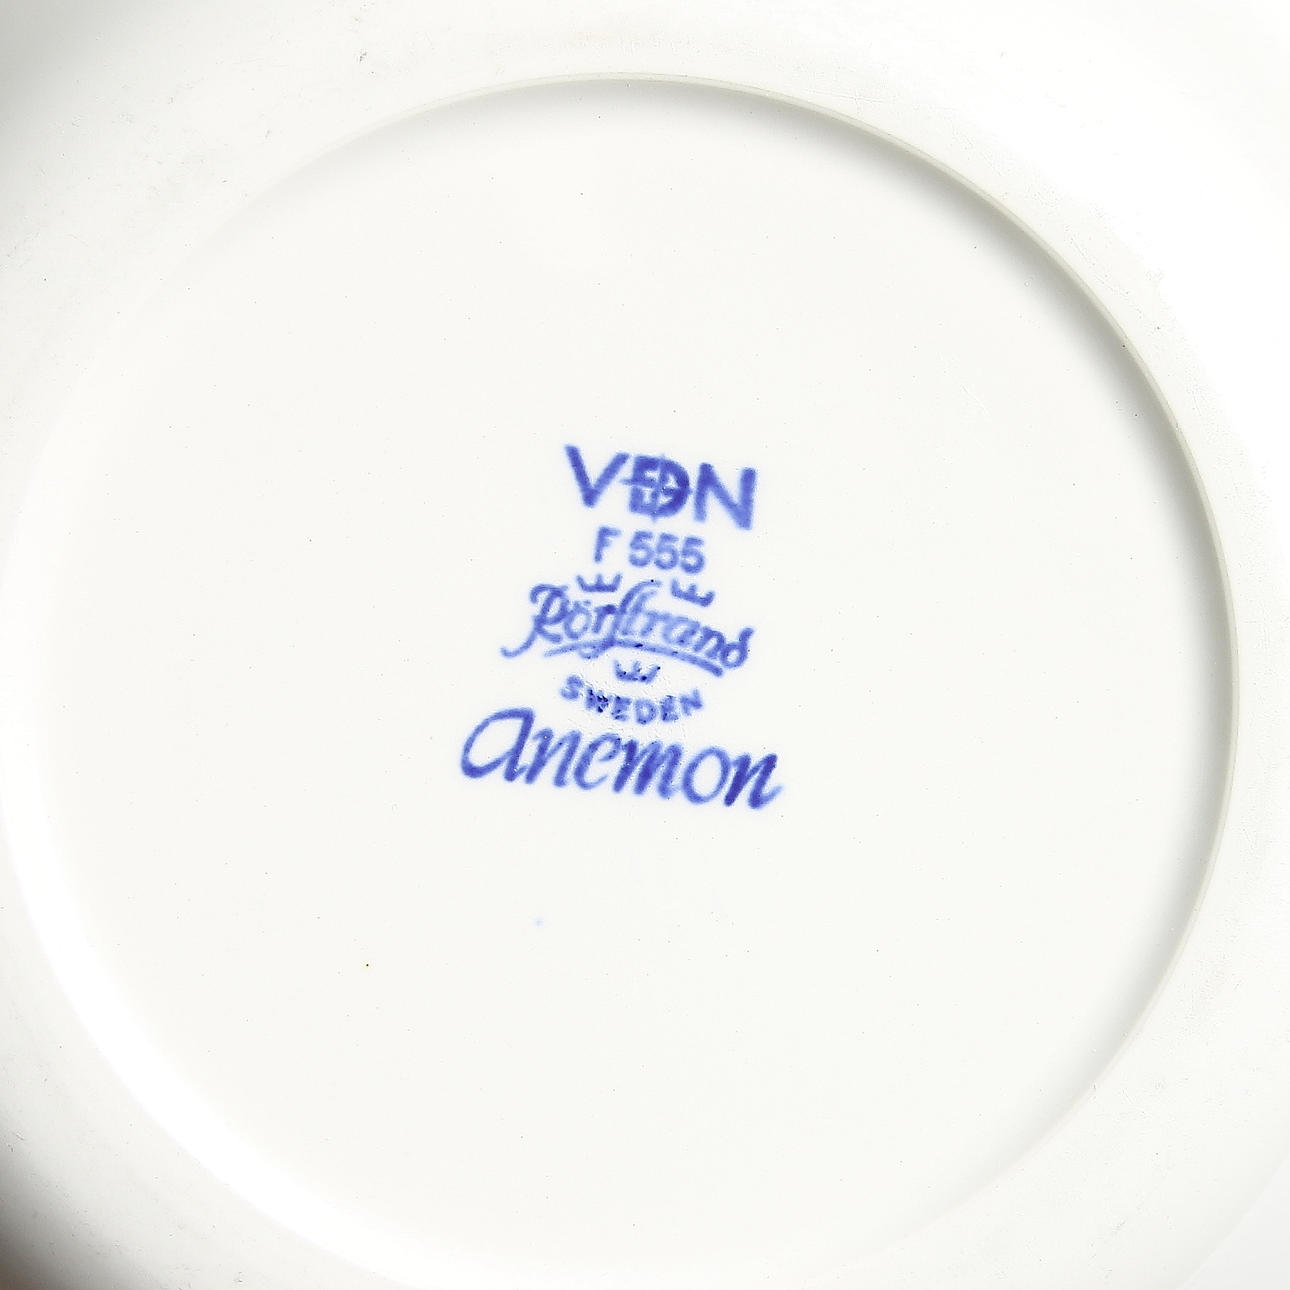 VDN
F 555
Rörstrand
SWEDEN
Anemon